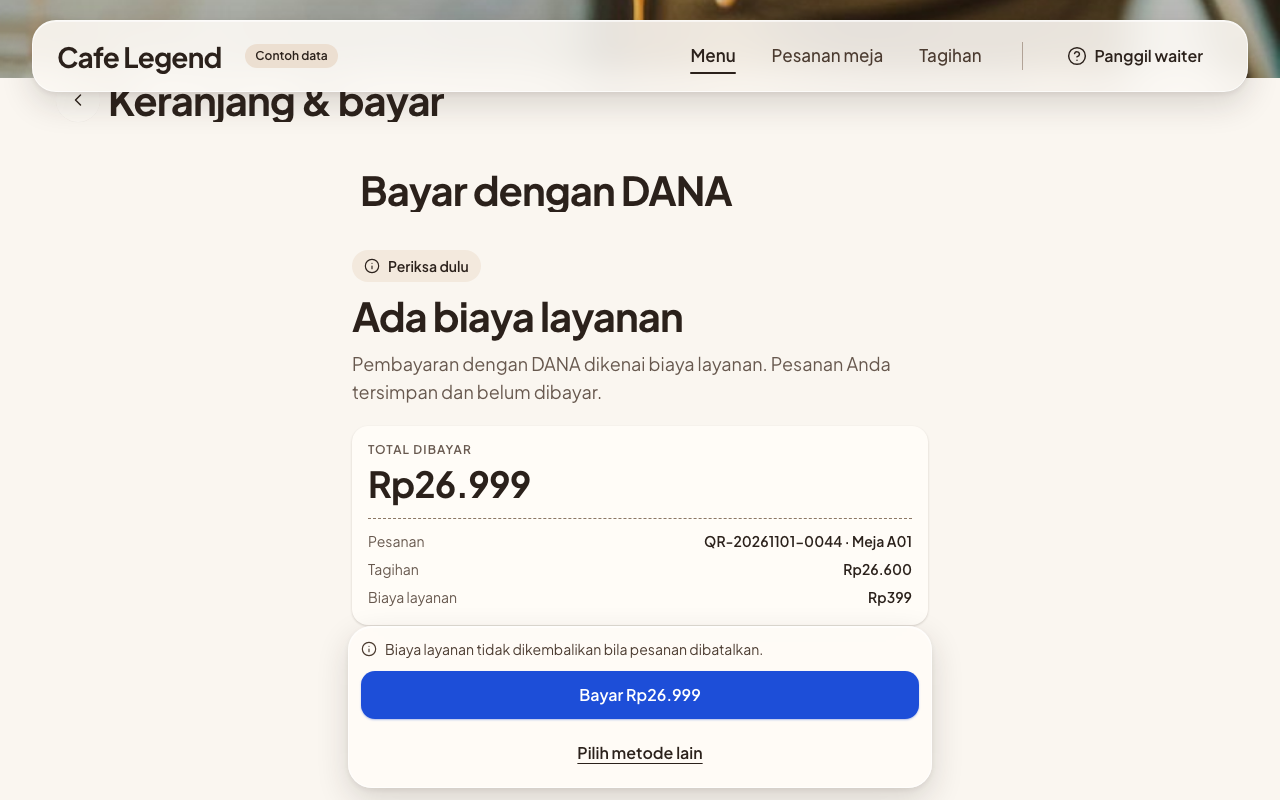 Cafe Legend
Contoh data
Menu
Pesanan meja
Tagihan
Panggil waiter
Keranjang & bayar
Bayar dengan DANA
Periksa dulu
Ada biaya layanan
Pembayaran dengan DANA dikenai biaya layanan. Pesanan Anda
tersimpan dan belum dibayar.
TOTAL DIBAYAR
Rp26.999
Pesanan QR-20261101-0044 · Meja A01
Tagihan Rp26.600
Biaya layanan Rp399
Biaya layanan tidak dikembalikan bila pesanan dibatalkan.
Bayar Rp26.999
Pilih metode lain